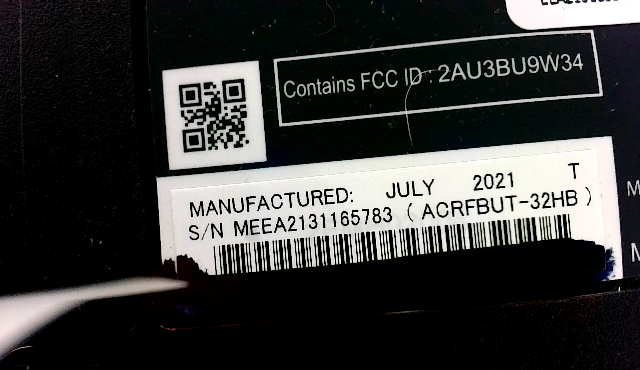 Contains FCC ID : 2AU3BU9W34
MANUFACTURED: JULY 2021 T
S/N MEEA2131165783 ( ACRFBUT-32HB )